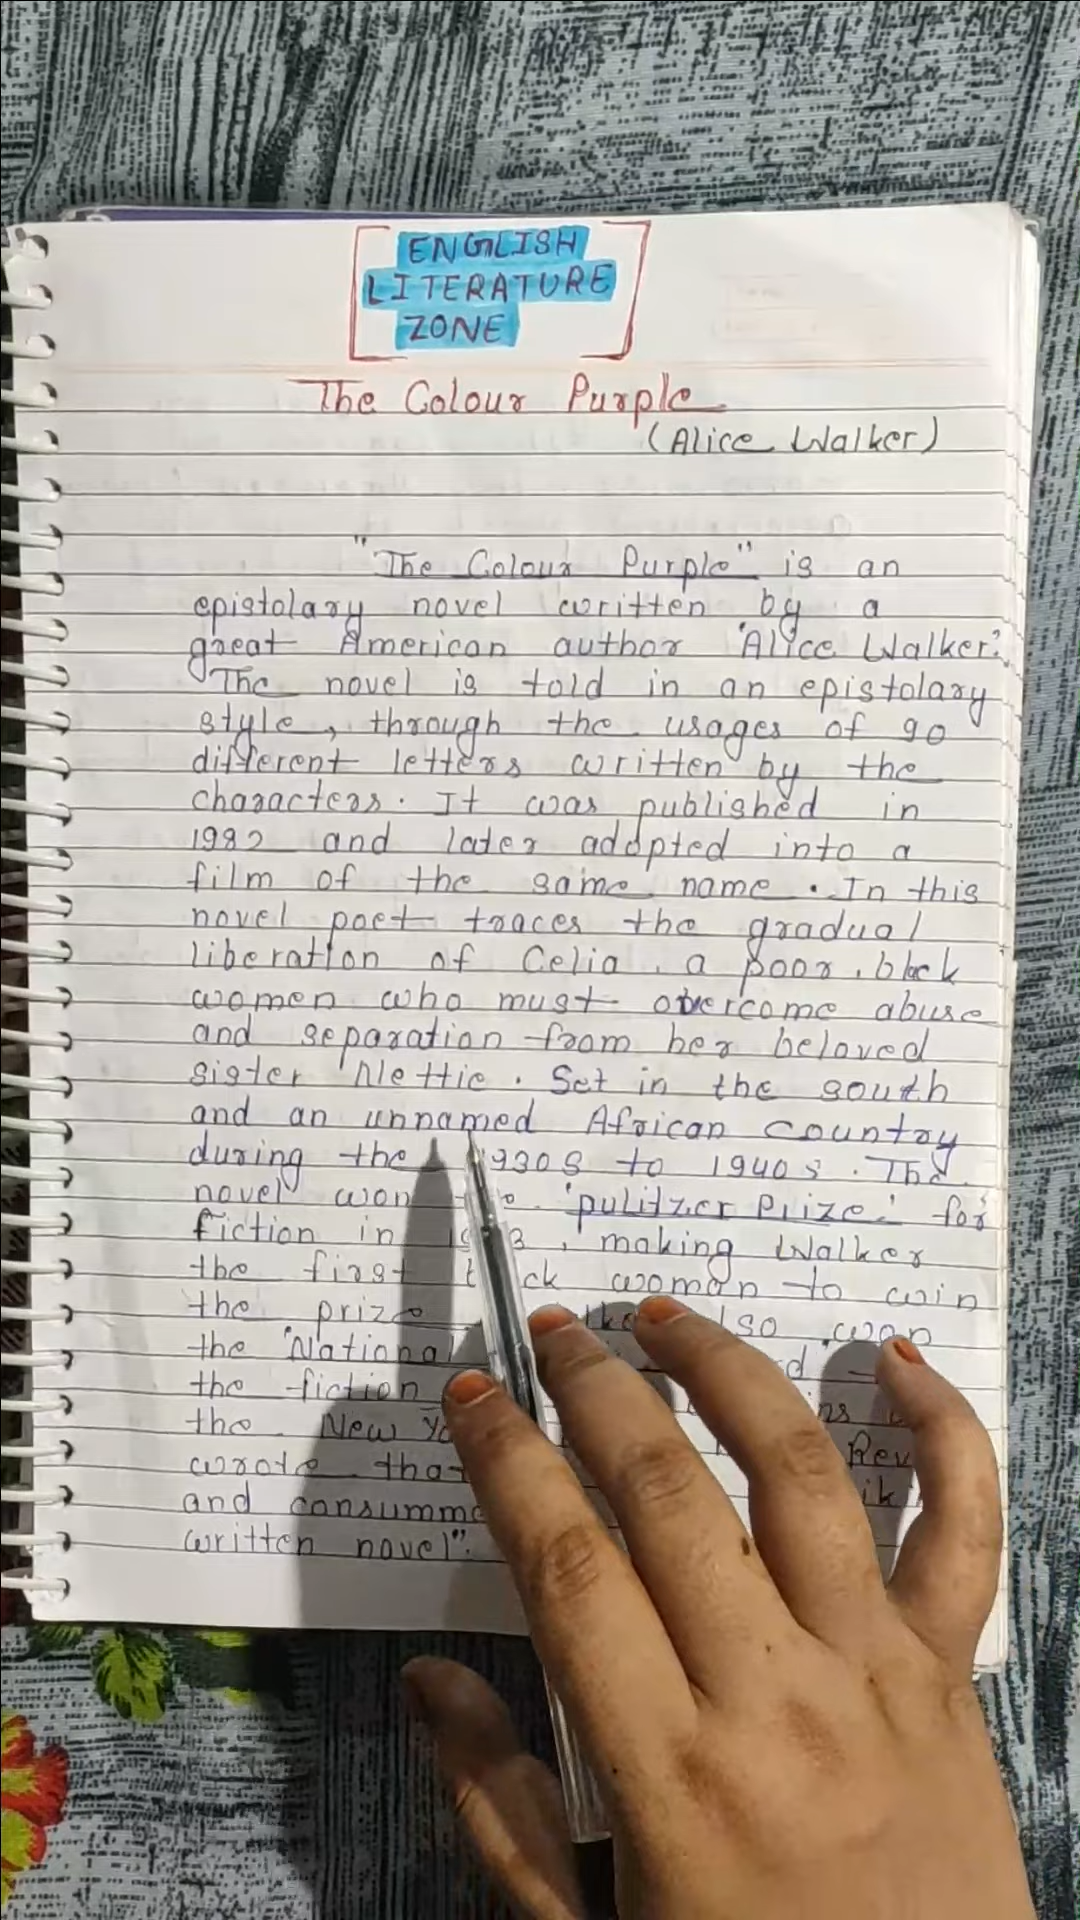 ENGLISH
LITERATURE
ZONE
The Colour Purple
(Alice Walker)
"The Colour Purple" is an
epistolary novel written by a
great American author 'Alice Walker'.
The novel is told in an epistolary
style, through the usages of 90
different letters written by the
characters. It was published in
1982 and later adopted into a
film of the same name. In this
novel poet traces the gradual
liberation of Celia, a poor, black
women who must overcome abuse
and separation from her beloved
sister 'Nettie. Set in the south
and an unnamed African country
during the 1930s to 1940s. The
novel won 'pulitzer Prize' for
fiction in making Walker
the first woman to win
the prize also won
the 'National
the fiction
the New
wrote that
and
written novel".